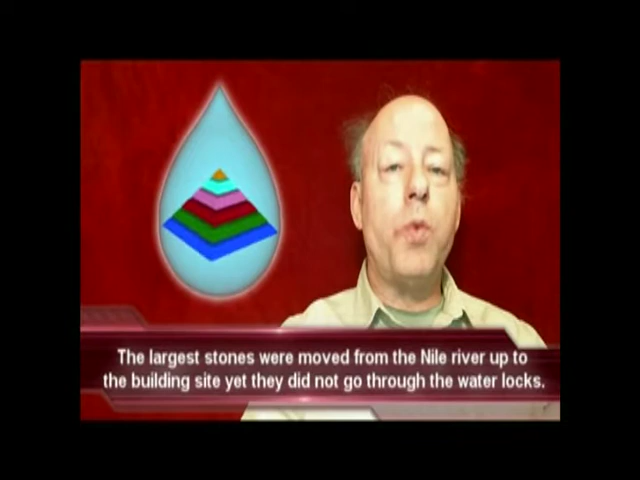 The largest stones were moved from the Nile river up to
the building site yet they did not go through the water locks.